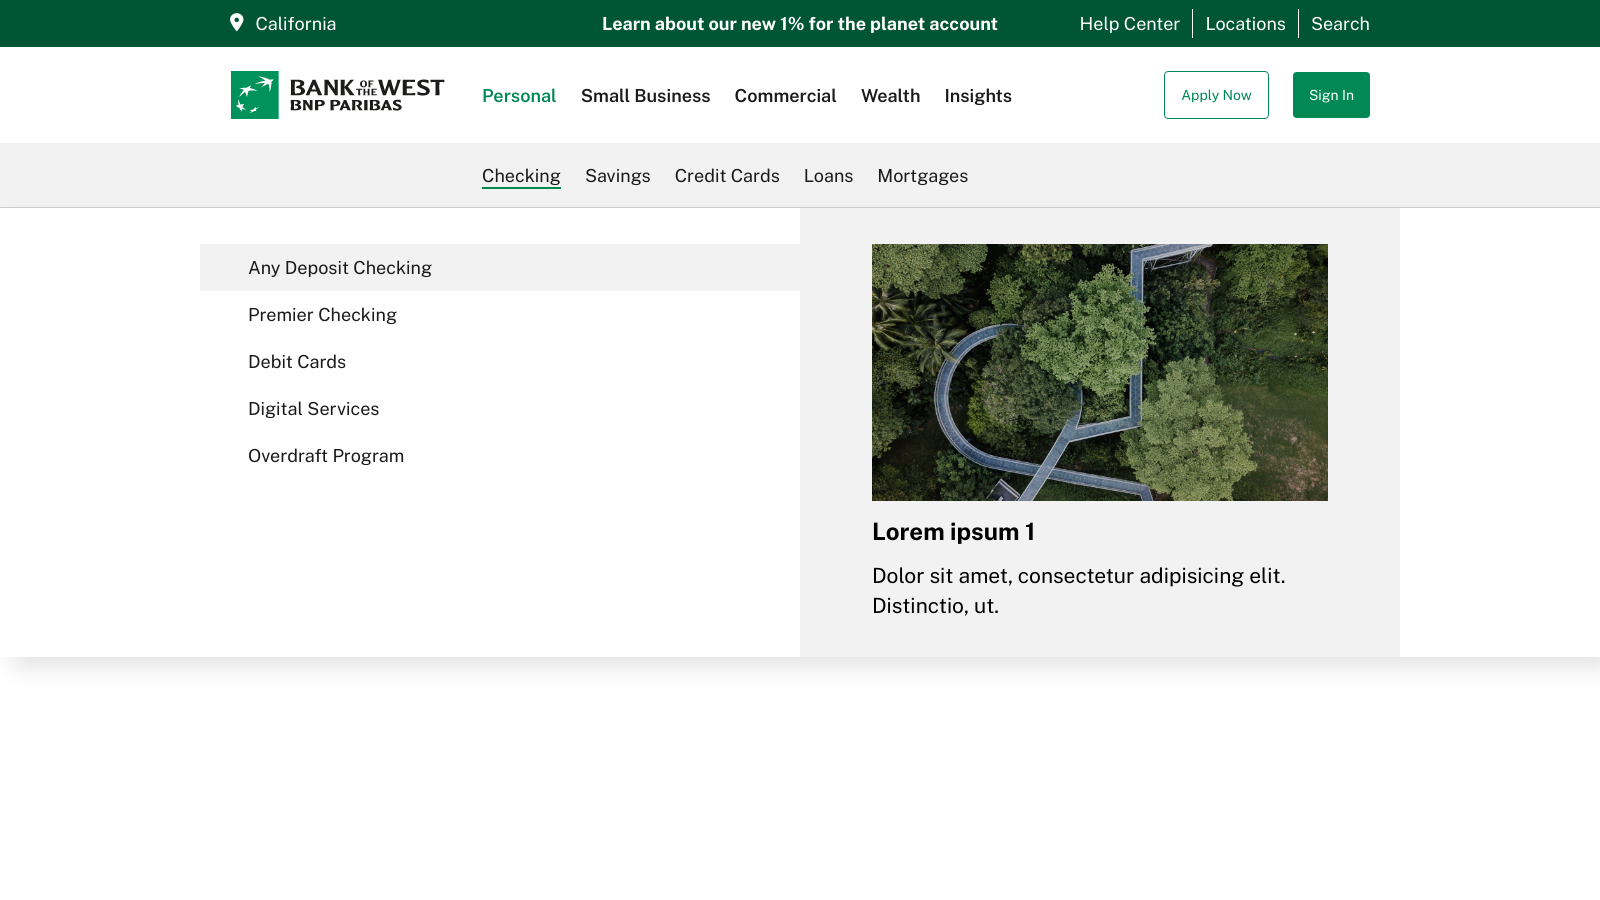 California
Learn about our new 1% for the planet account
Help Center
Locations
Search
BANK OF THE WEST
BNP PARIBAS
Personal
Small Business
Commercial
Wealth
Insights
Apply Now
Sign In
Checking
Savings
Credit Cards
Loans
Mortgages
Any Deposit Checking
Premier Checking
Debit Cards
Digital Services
Overdraft Program
Lorem ipsum 1
Dolor sit amet, consectetur adipisicing elit.
Distinctio, ut.